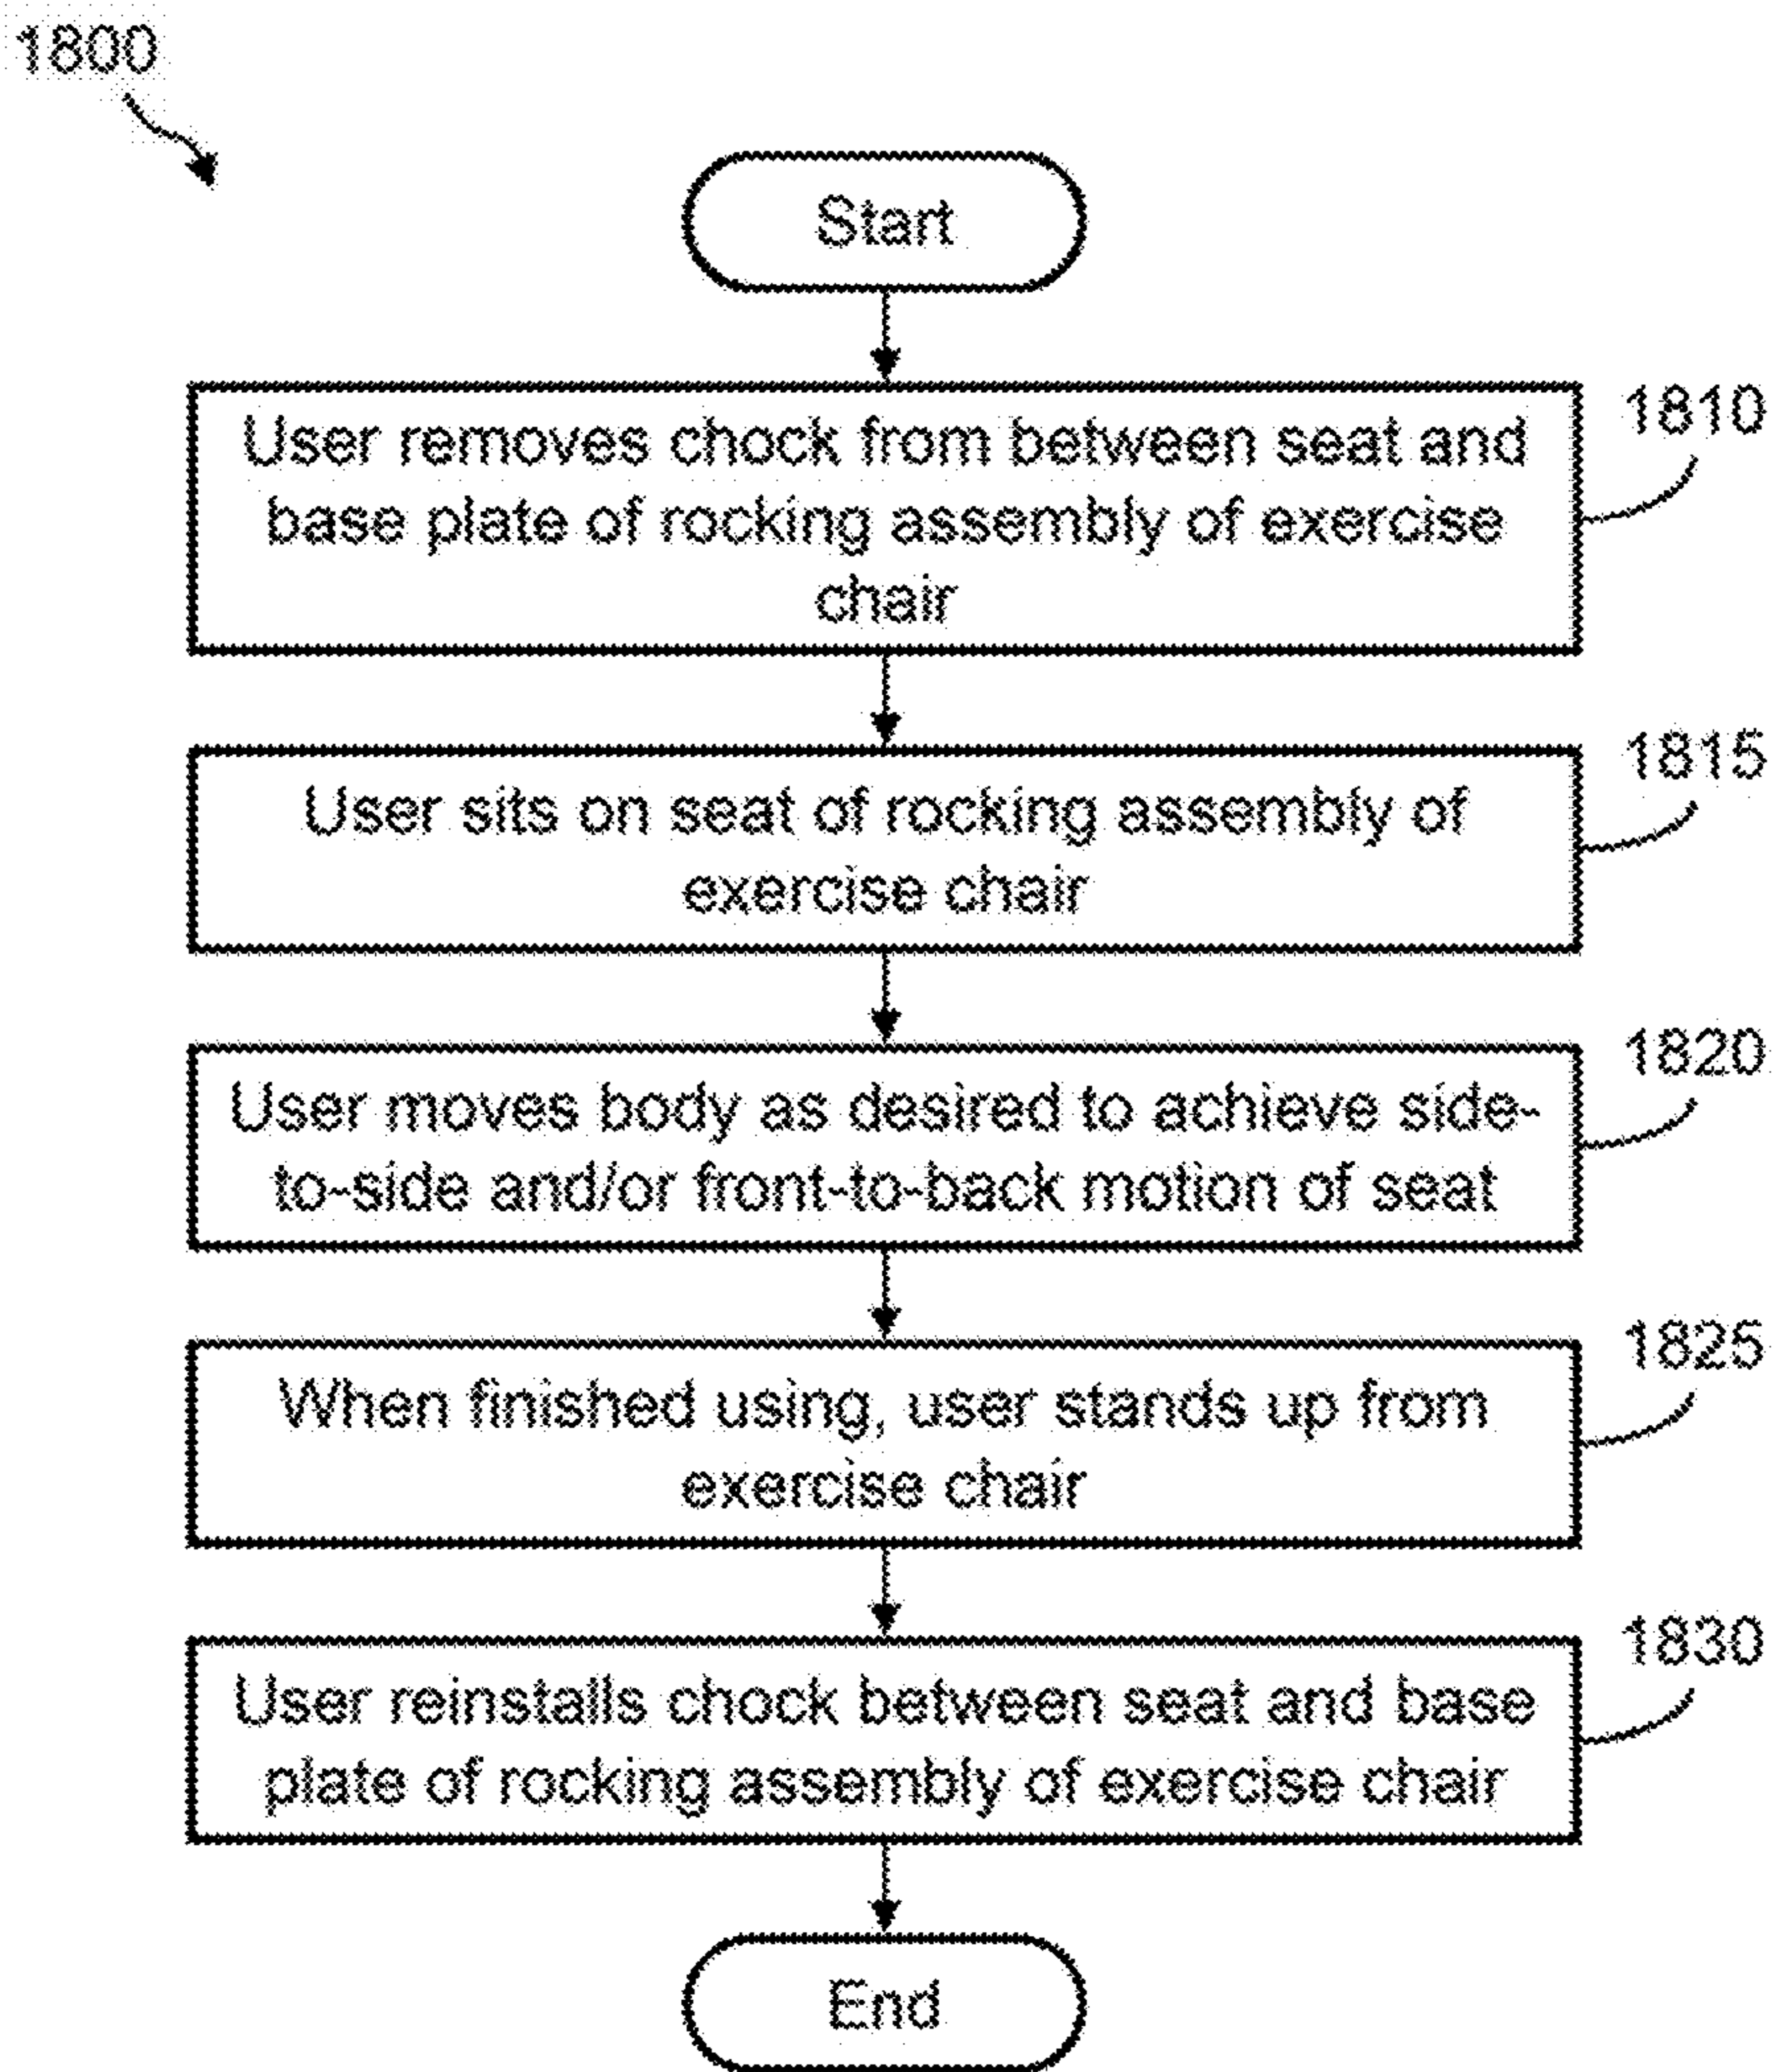 1800
Start
User removes chock from between seat and
base plate of rocking assembly of exercise
chair
1810
User sits on seat of rocking assembly of
exercise chair
1815
User moves body as desired to achieve side-
to-side and/or front-to-back motion of seat
1820
When finished using, user stands up from
exercise chair
1825
User reinstalls chock between seat and base
plate of rocking assembly of exercise chair
1830
End